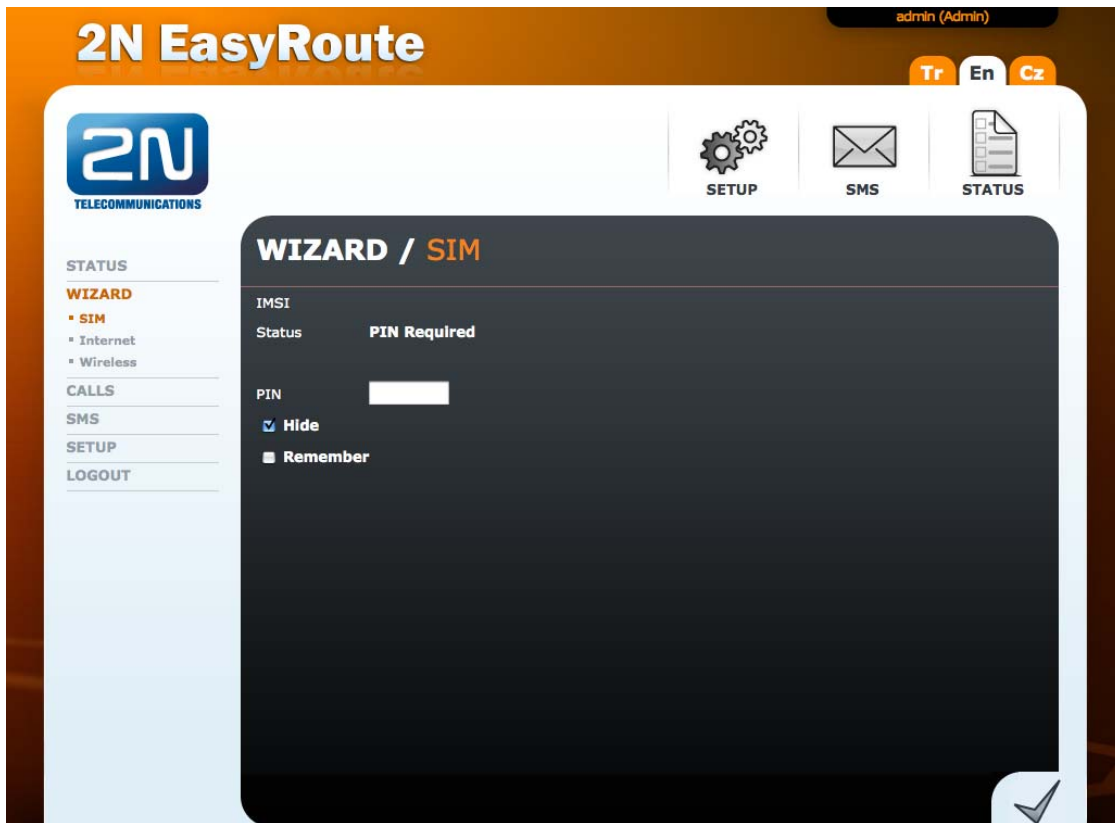 admin (Admin)
2N EasyRoute
Tr En Cz
2N
TELECOMMUNICATIONS
SETUP SMS STATUS
WIZARD / SIM
STATUS
WIZARD
SIM
Internet
Wireless
CALLS
SMS
SETUP
LOGOUT
IMSI
Status PIN Required
PIN
Hide
Remember